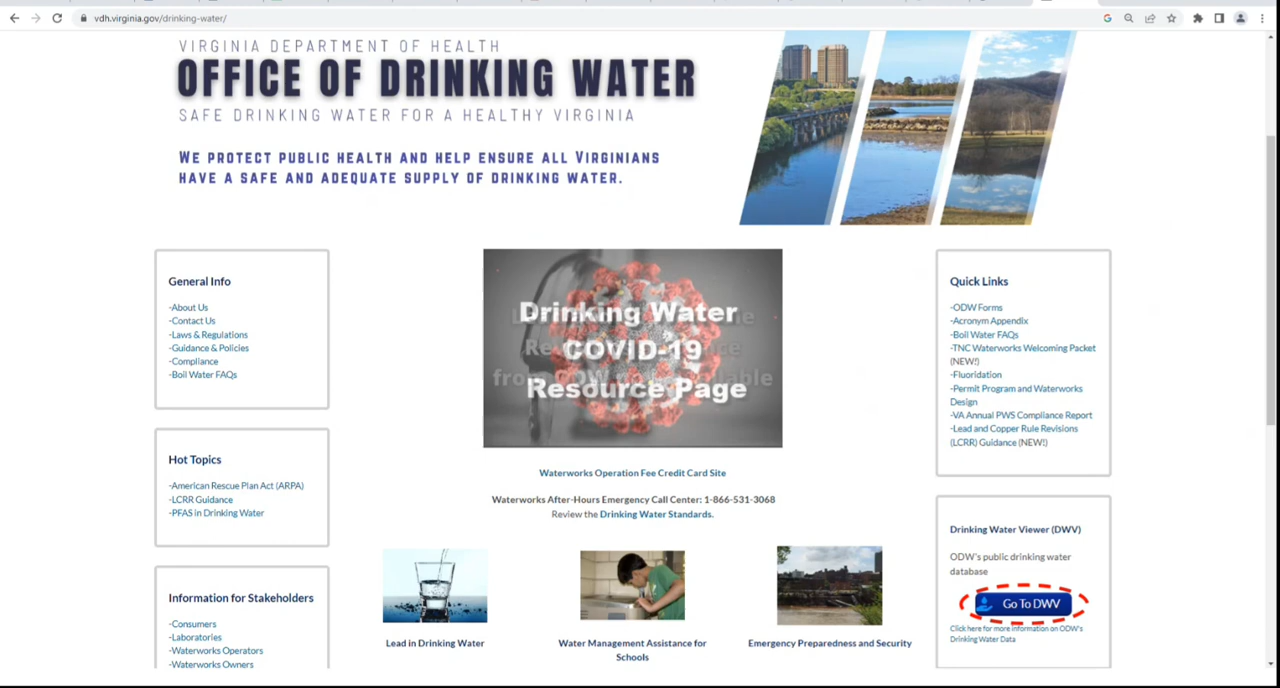 vdh.virginia.gov/drinking-water/
VIRGINIA DEPARTMENT OF HEALTH
OFFICE OF DRINKING WATER
SAFE DRINKING WATER FOR A HEALTHY VIRGINIA
WE PROTECT PUBLIC HEALTH AND HELP ENSURE ALL VIRGINIANS
HAVE A SAFE AND ADEQUATE SUPPLY OF DRINKING WATER.
General Info
-About Us
-Contact Us
-Laws & Regulations
-Guidance & Policies
-Compliance
-Boil Water FAQs
Hot Topics
-American Rescue Plan Act (ARPA)
-LCRR Guidance
-PFAS in Drinking Water
Information for Stakeholders
-Consumers
-Laboratories
-Waterworks Operators
-Waterworks Owners
Drinking Water
COVID-19
Resource Page
Waterworks Operation Fee Credit Card Site
Waterworks After-Hours Emergency Call Center: 1-866-531-3068
Review the Drinking Water Standards.
Lead in Drinking Water
Water Management Assistance for
Schools
Emergency Preparedness and Security
Quick Links
-ODW Forms
-Acronym Appendix
-Boil Water FAQs
-TNC Waterworks Welcoming Packet
(NEW!)
-Fluoridation
-Permit Program and Waterworks
Design
-VA Annual PWS Compliance Report
-Lead and Copper Rule Revisions
(LCRR) Guidance (NEW!)
Drinking Water Viewer (DWV)
ODW's public drinking water
database
Go To DWV
Click here for more information on ODW's
Drinking Water Data